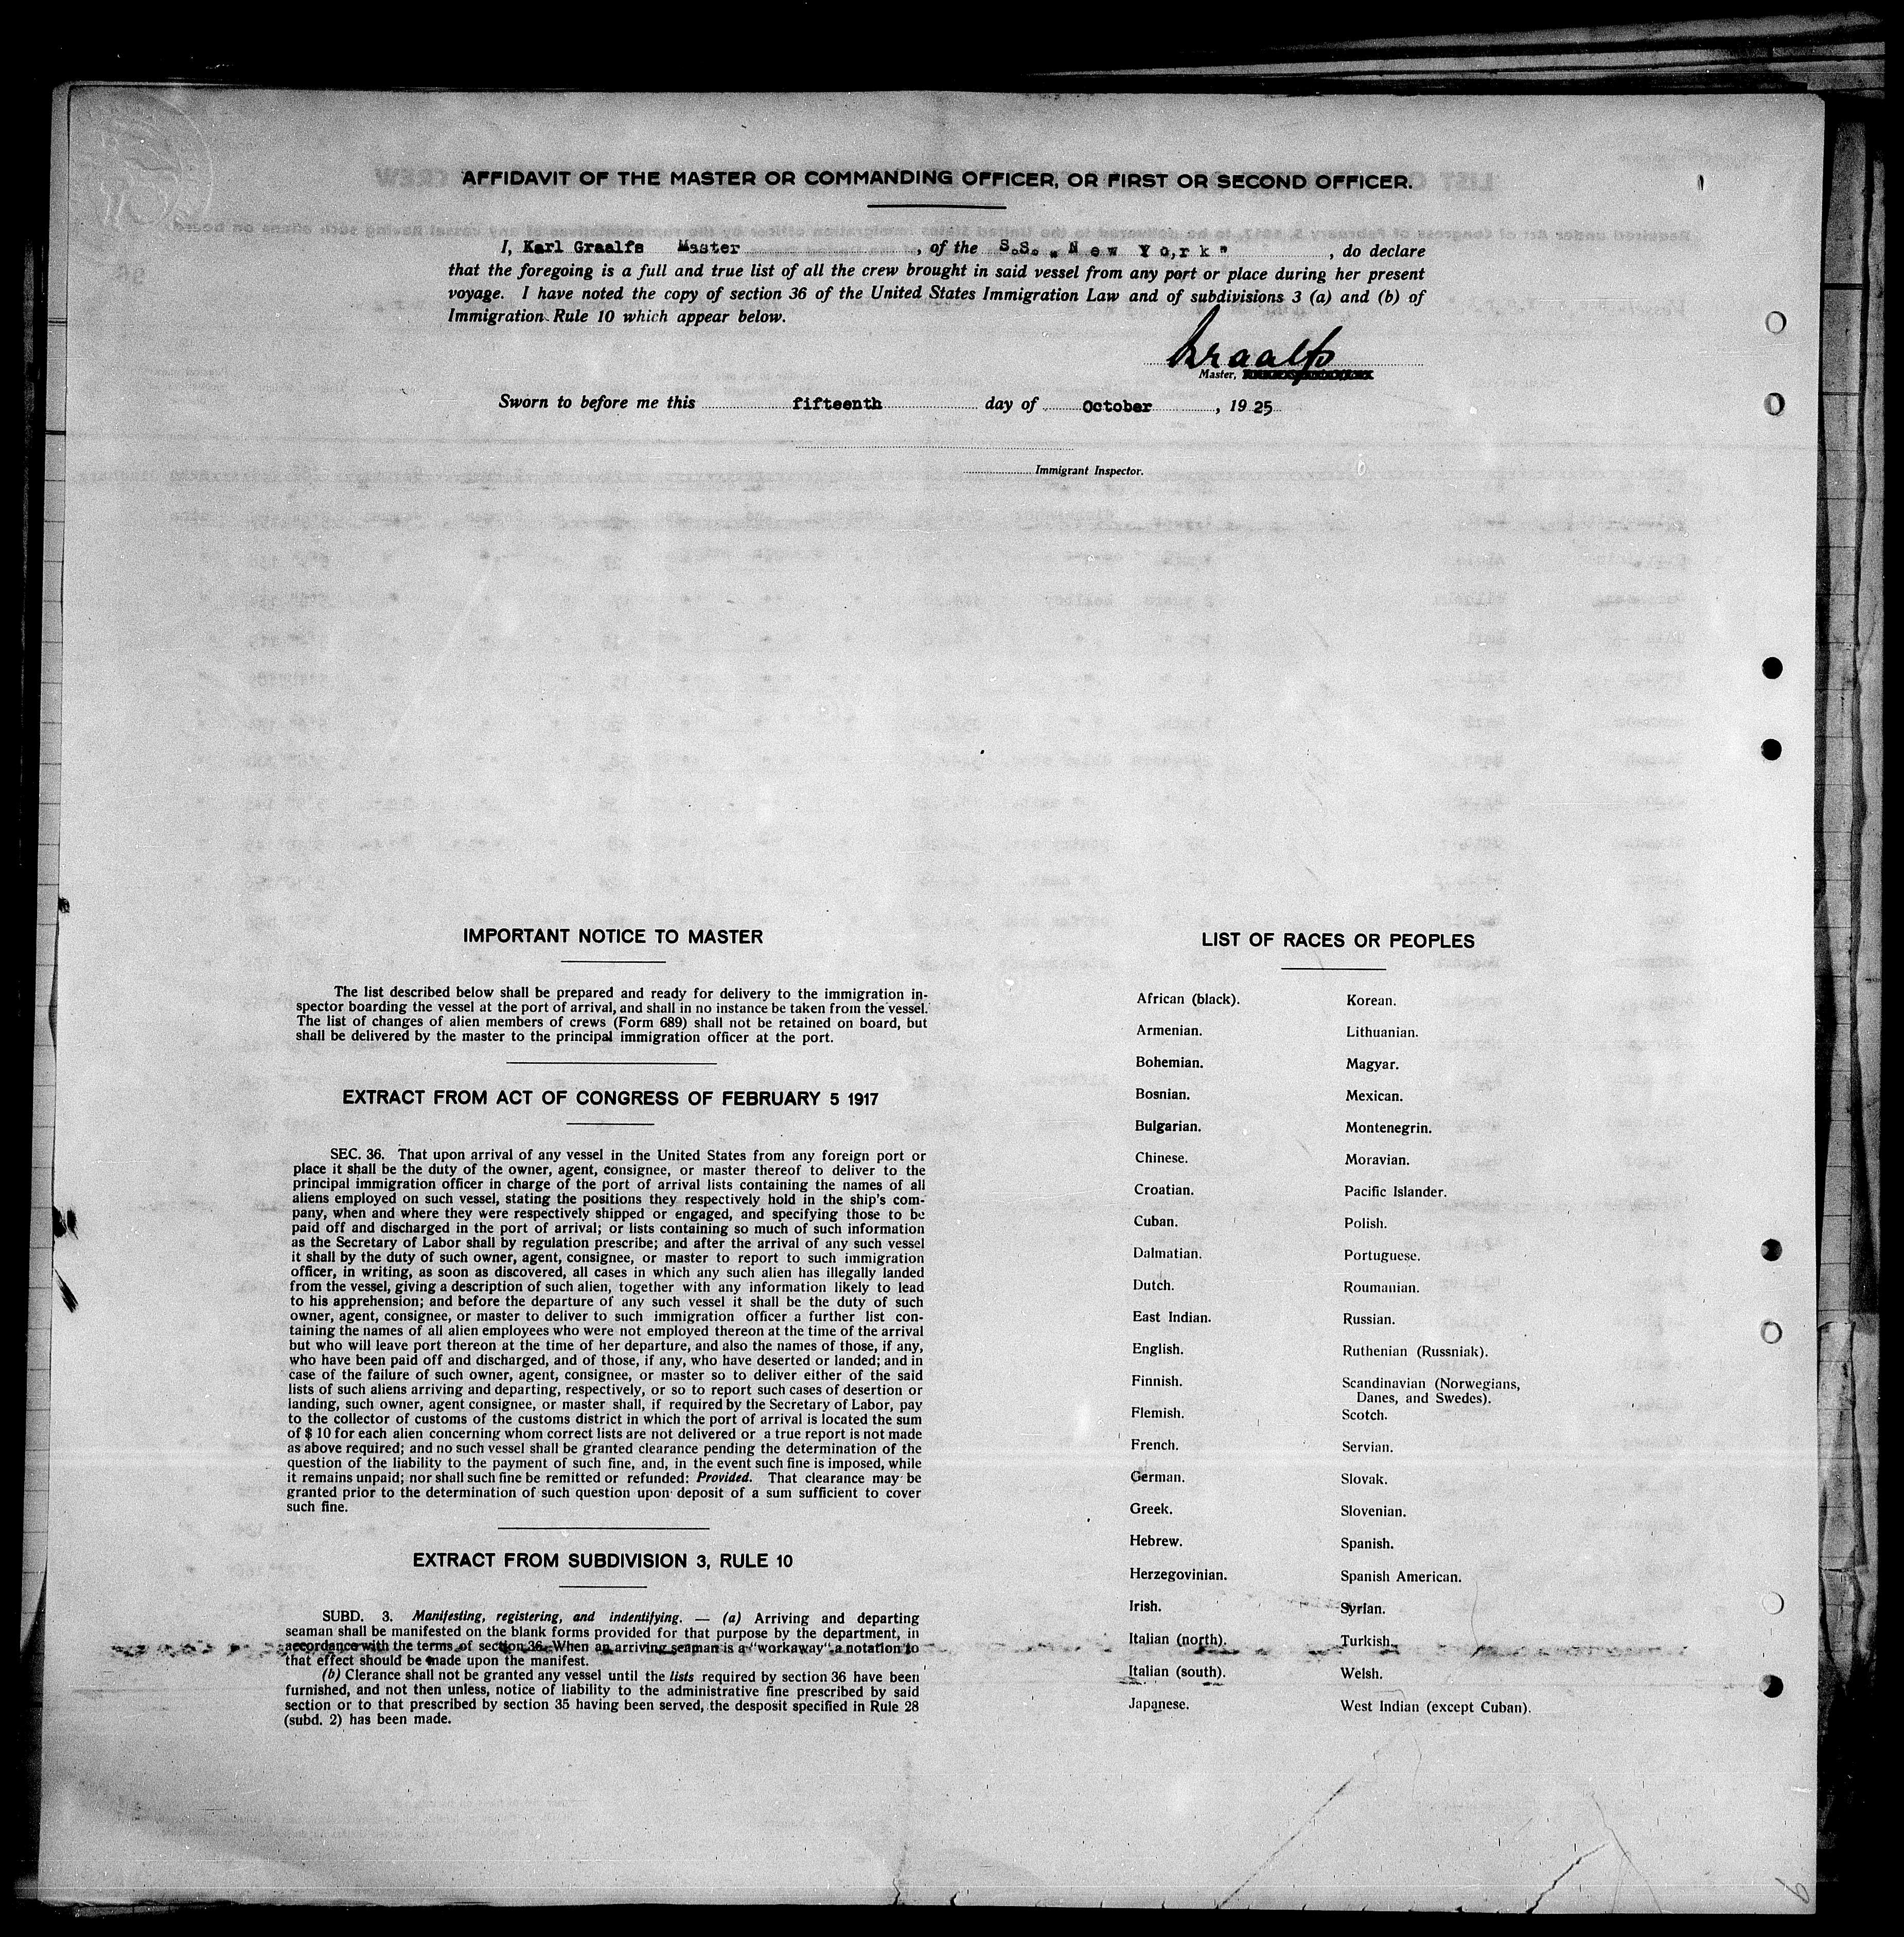 AFFIDAVIT OF THE MASTER OR COMMANDING OFFICER, OR FIRST OR SECOND OFFICER.
I, Karl Graalfs Master, of the S.S. "New York", do declare
that the foregoing is a full and true list of all the crew brought in said vessel from any port or place during her present
voyage. I have noted the copy of section 36 of the United States Immigration Law and of subdivisions 3 (a) and (b) of
Immigration Rule 10 which appear below.
Graalfs
Master,
Sworn to before me this fifteenth day of October, 1925
Immigrant Inspector.
IMPORTANT NOTICE TO MASTER
The list described below shall be prepared and ready for delivery to the immigration in-
spector boarding the vessel at the port of arrival, and shall in no instance be taken from the vessel.
The list of changes of alien members of crews (Form 689) shall not be retained on board, but
shall be delivered by the master to the principal immigration officer at the port.
EXTRACT FROM ACT OF CONGRESS OF FEBRUARY 5 1917
SEC. 36. That upon arrival of any vessel in the United States from any foreign port or
place it shall be the duty of the owner, agent, consignee, or master thereof to deliver to the
principal immigration officer in charge of the port of arrival lists containing the names of all
aliens employed on such vessel, stating the positions they respectively hold in the ship's com-
pany, when and where they were respectively shipped or engaged, and specifying those to be
paid off and discharged in the port of arrival; or lists containing so much of such information
as the Secretary of Labor shall by regulation prescribe; and after the arrival of any such vessel
it shall by the duty of such owner, agent, consignee, or master to report to such immigration
officer, in writing, as soon as discovered, all cases in which any such alien has illegally landed
from the vessel, giving a description of such alien, together with any information likely to lead
to his apprehension; and before the departure of any such vessel it shall be the duty of such
owner, agent, consignee, or master to deliver to such immigration officer a further list con-
taining the names of all alien employees who were not employed thereon at the time of the arrival
but who will leave port thereon at the time of her departure, and also the names of those, if any,
who have been paid off and discharged, and of those, if any, who have deserted or landed; and in
case of the failure of such owner, agent, consignee, or master so to deliver either of the said
lists of such aliens arriving and departing, respectively, or so to report such cases of desertion or
landing, such owner, agent consignee, or master shall, if required by the Secretary of Labor, pay
to the collector of customs of the customs district in which the port of arrival is located the sum
of $ 10 for each alien concerning whom correct lists are not delivered or a true report is not made
as above required; and no such vessel shall be granted clearance pending the determination of the
question of the liability to the payment of such fine, and, in the event such fine is imposed, while
it remains unpaid; nor shall such fine be remitted or refunded: Provided. That clearance may be
granted prior to the determination of such question upon deposit of a sum sufficient to cover
such fine.
EXTRACT FROM SUBDIVISION 3, RULE 10
SUBD. 3. Manifesting, registering, and indentifying. — (a) Arriving and departing
seaman shall be manifested on the blank forms provided for that purpose by the department, in
accordance with the terms of section 36. When an arriving seaman is a "workaway" a notation to
that effect should be made upon the manifest.
(b) Clerance shall not be granted any vessel until the lists required by section 36 have been
furnished, and not then unless, notice of liability to the administrative fine prescribed by said
section or to that prescribed by section 35 having been served, the desposit specified in Rule 28
(subd. 2) has been made.
LIST OF RACES OR PEOPLES
African (black).
Armenian.
Bohemian.
Bosnian.
Bulgarian.
Chinese.
Croatian.
Cuban.
Dalmatian.
Dutch.
East Indian.
English.
Finnish.
Flemish.
French.
German.
Greek.
Hebrew.
Herzegovinian.
Irish.
Italian (north).
Italian (south).
Japanese.
Korean.
Lithuanian.
Magyar.
Mexican.
Montenegrin.
Moravian.
Pacific Islander.
Polish.
Portuguese.
Roumanian.
Russian.
Ruthenian (Russniak).
Scandinavian (Norwegians,
Danes, and Swedes).
Scotch.
Servian.
Slovak.
Slovenian.
Spanish.
Spanish American.
Syrian.
Turkish.
Welsh.
West Indian (except Cuban).